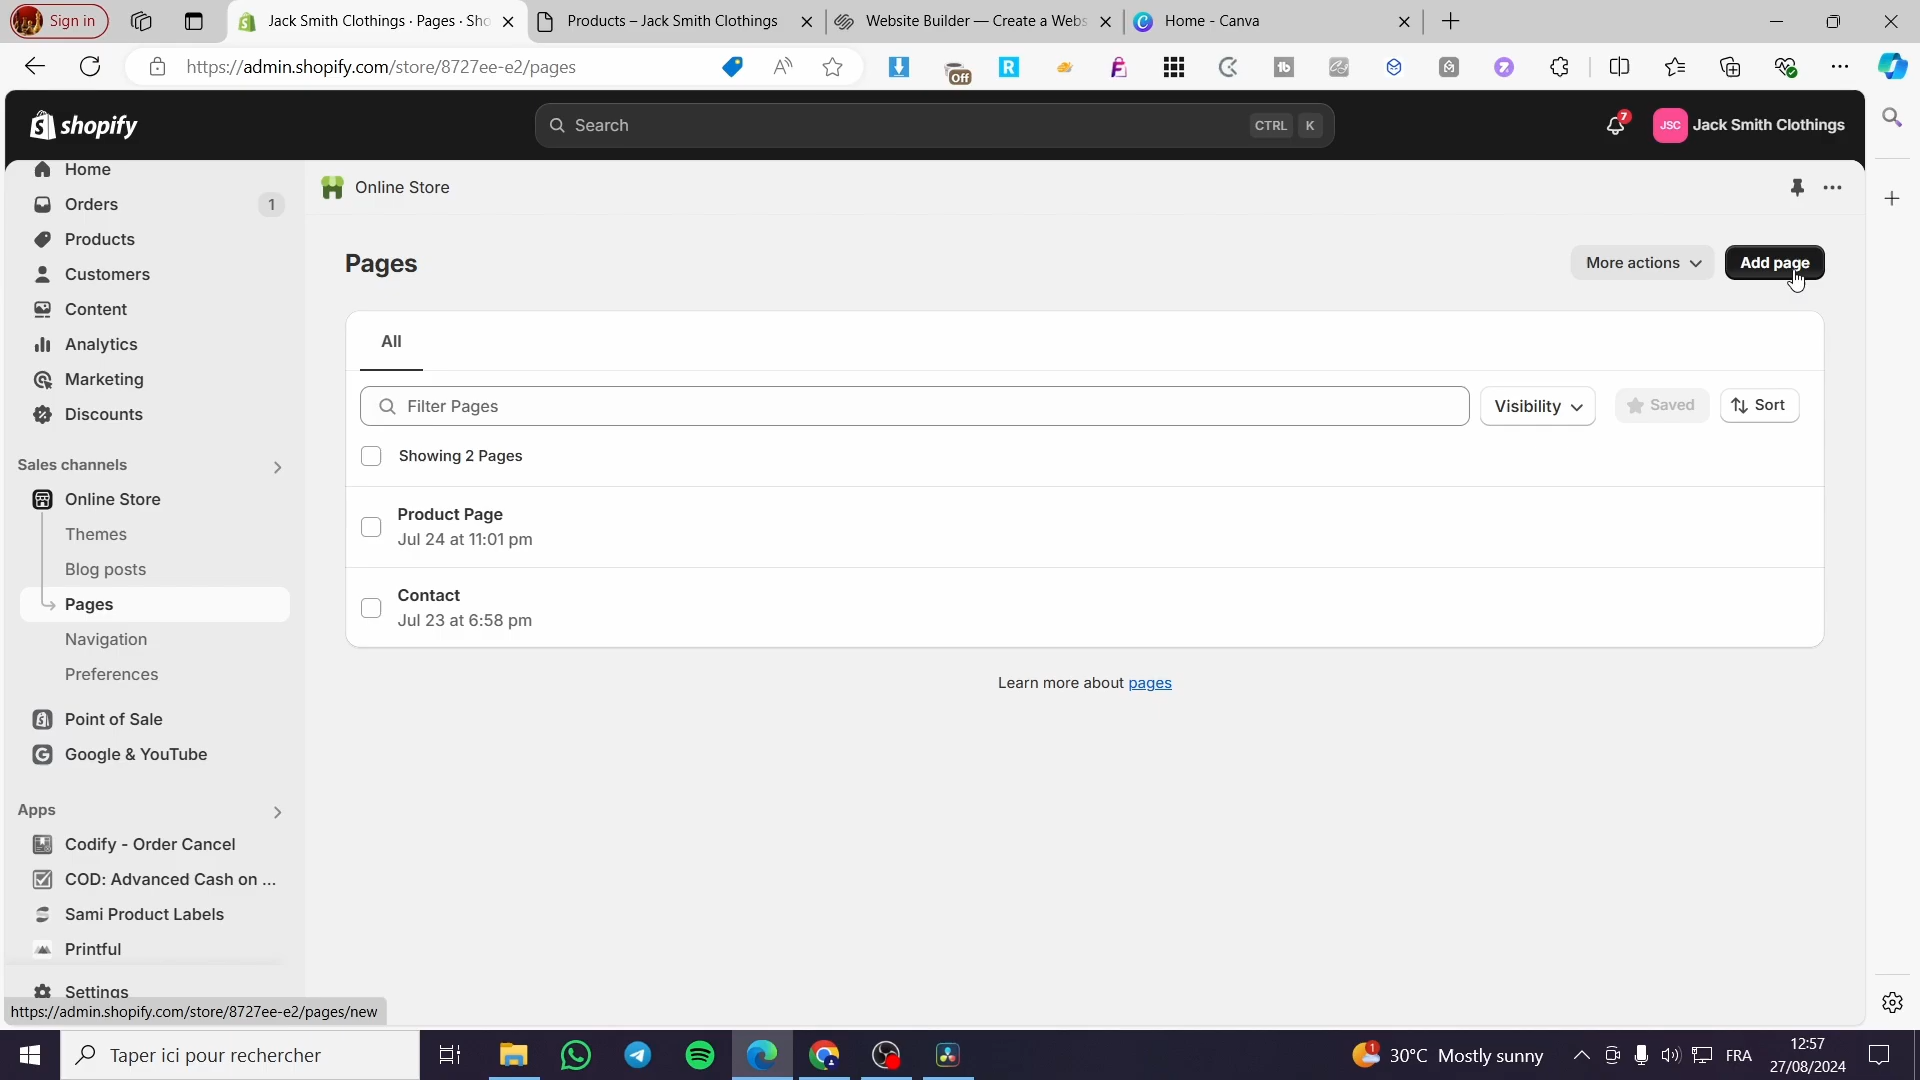 Sign in
Jack Smith Clothings · Pages · Sho
Products – Jack Smith Clothings
Website Builder — Create a Webs
Home - Canva
https://admin.shopify.com/store/8727ee-e2/pages
Off
shopify
Search
CTRL K
7
JSC
Jack Smith Clothings
Home
Orders 1
Products
Customers
Content
Analytics
Marketing
Discounts
Sales channels
Online Store
Themes
Blog posts
Pages
Navigation
Preferences
Point of Sale
Google & YouTube
Apps
Codify - Order Cancel
COD: Advanced Cash on ...
Sami Product Labels
Printful
Settings
https://admin.shopify.com/store/8727ee-e2/pages/new
Online Store
Pages
More actions
Add page
All
Filter Pages
Visibility
Saved
Sort
Showing 2 Pages
Product Page
Jul 24 at 11:01 pm
Contact
Jul 23 at 6:58 pm
Learn more about pages
Taper ici pour rechercher
1
30°C Mostly sunny
FRA
12:57
27/08/2024